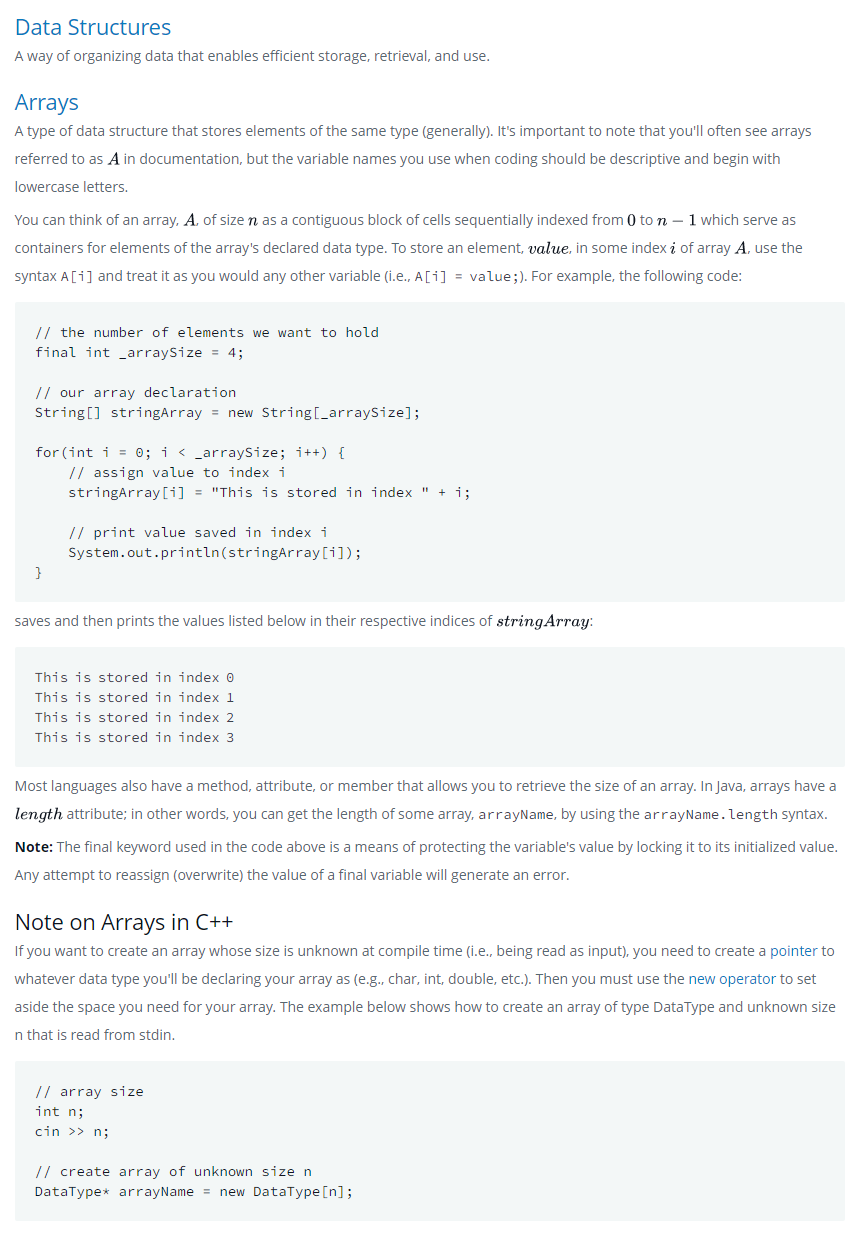 Data Structures
A way of organizing data that enables efficient storage, retrieval, and use.
Arrays
A type of data structure that stores elements of the same type (generally). It's important to note that you'll often see arrays
referred to as A in documentation, but the variable names you use when coding should be descriptive and begin with
lowercase letters.
You can think of an array, A, of size n as a contiguous block of cells sequentially indexed from 0 to n − 1 which serve as
containers for elements of the array's declared data type. To store an element, value, in some index i of array A, use the
syntax A[i] and treat it as you would any other variable (i.e., A[i] = value;). For example, the following code:
// the number of elements we want to hold
final int _arraySize = 4;
// our array declaration
String[] stringArray = new String[_arraySize];
for(int i = 0; i < _arraySize; i++) {
    // assign value to index i
    stringArray[i] = "This is stored in index " + i;
    // print value saved in index i
    System.out.println(stringArray[i]);
}
saves and then prints the values listed below in their respective indices of stringArray:
This is stored in index 0
This is stored in index 1
This is stored in index 2
This is stored in index 3
Most languages also have a method, attribute, or member that allows you to retrieve the size of an array. In Java, arrays have a
length attribute; in other words, you can get the length of some array, arrayName, by using the arrayName.length syntax.
Note: The final keyword used in the code above is a means of protecting the variable's value by locking it to its initialized value.
Any attempt to reassign (overwrite) the value of a final variable will generate an error.
Note on Arrays in C++
If you want to create an array whose size is unknown at compile time (i.e., being read as input), you need to create a pointer to
whatever data type you'll be declaring your array as (e.g., char, int, double, etc.). Then you must use the new operator to set
aside the space you need for your array. The example below shows how to create an array of type DataType and unknown size
n that is read from stdin.
// array size
int n;
cin >> n;
// create array of unknown size n
DataType* arrayName = new DataType[n];